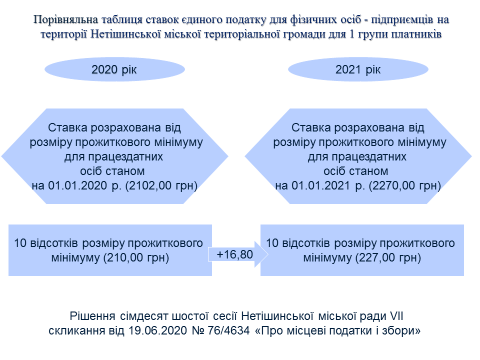 Порівняльна таблиця ставок єдиного податку для фізичних осіб - підприємців на
території Нетішинської міської територіальної громади для 1 групи платників
2020 рік
2021 рік
Ставка розрахована від
розміру прожиткового мінімуму
для працездатних
осіб станом
на 01.01.2020 р. (2102,00 грн)
Ставка розрахована від
розміру прожиткового мінімуму
для працездатних
осіб станом
на 01.01.2021 р. (2270,00 грн)
10 відсотків розміру прожиткового
мінімуму (210,00 грн)
+16,80
10 відсотків розміру прожиткового
мінімуму (227,00 грн)
Рішення сімдесят шостої сесії Нетішинської міської ради VII
скликання від 19.06.2020 № 76/4634 «Про місцеві податки і збори»